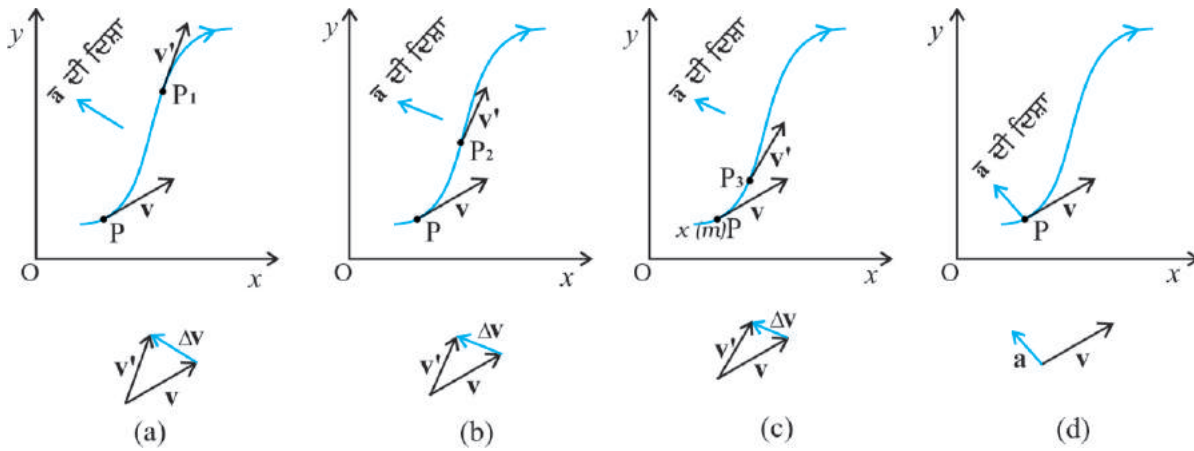 y
a̅ ਦੀ ਦਿਸ਼ਾ
v'
P₁
v
P
O
x
Δv
v'
v
(a)
y
a̅ ਦੀ ਦਿਸ਼ਾ
v'
P₂
v
P
O
x
Δv
v'
v
(b)
y
a̅ ਦੀ ਦਿਸ਼ਾ
v'
P₃
v
x (m)P
O
x
Δv
v'
v
(c)
y
a̅ ਦੀ ਦਿਸ਼ਾ
v
P
O
x
a
v
(d)